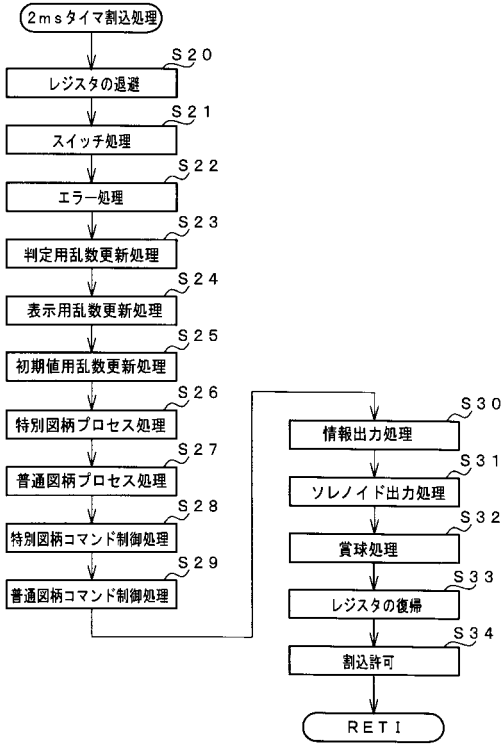 2msタイマ割込処理
S20
レジスタの退避
S21
スイッチ処理
S22
エラー処理
S23
判定用乱数更新処理
S24
表示用乱数更新処理
S25
初期値用乱数更新処理
S26
特別図柄プロセス処理
S27
普通図柄プロセス処理
S28
特別図柄コマンド制御処理
S29
普通図柄コマンド制御処理
S30
情報出力処理
S31
ソレノイド出力処理
S32
賞球処理
S33
レジスタの復帰
S34
割込許可
RETI